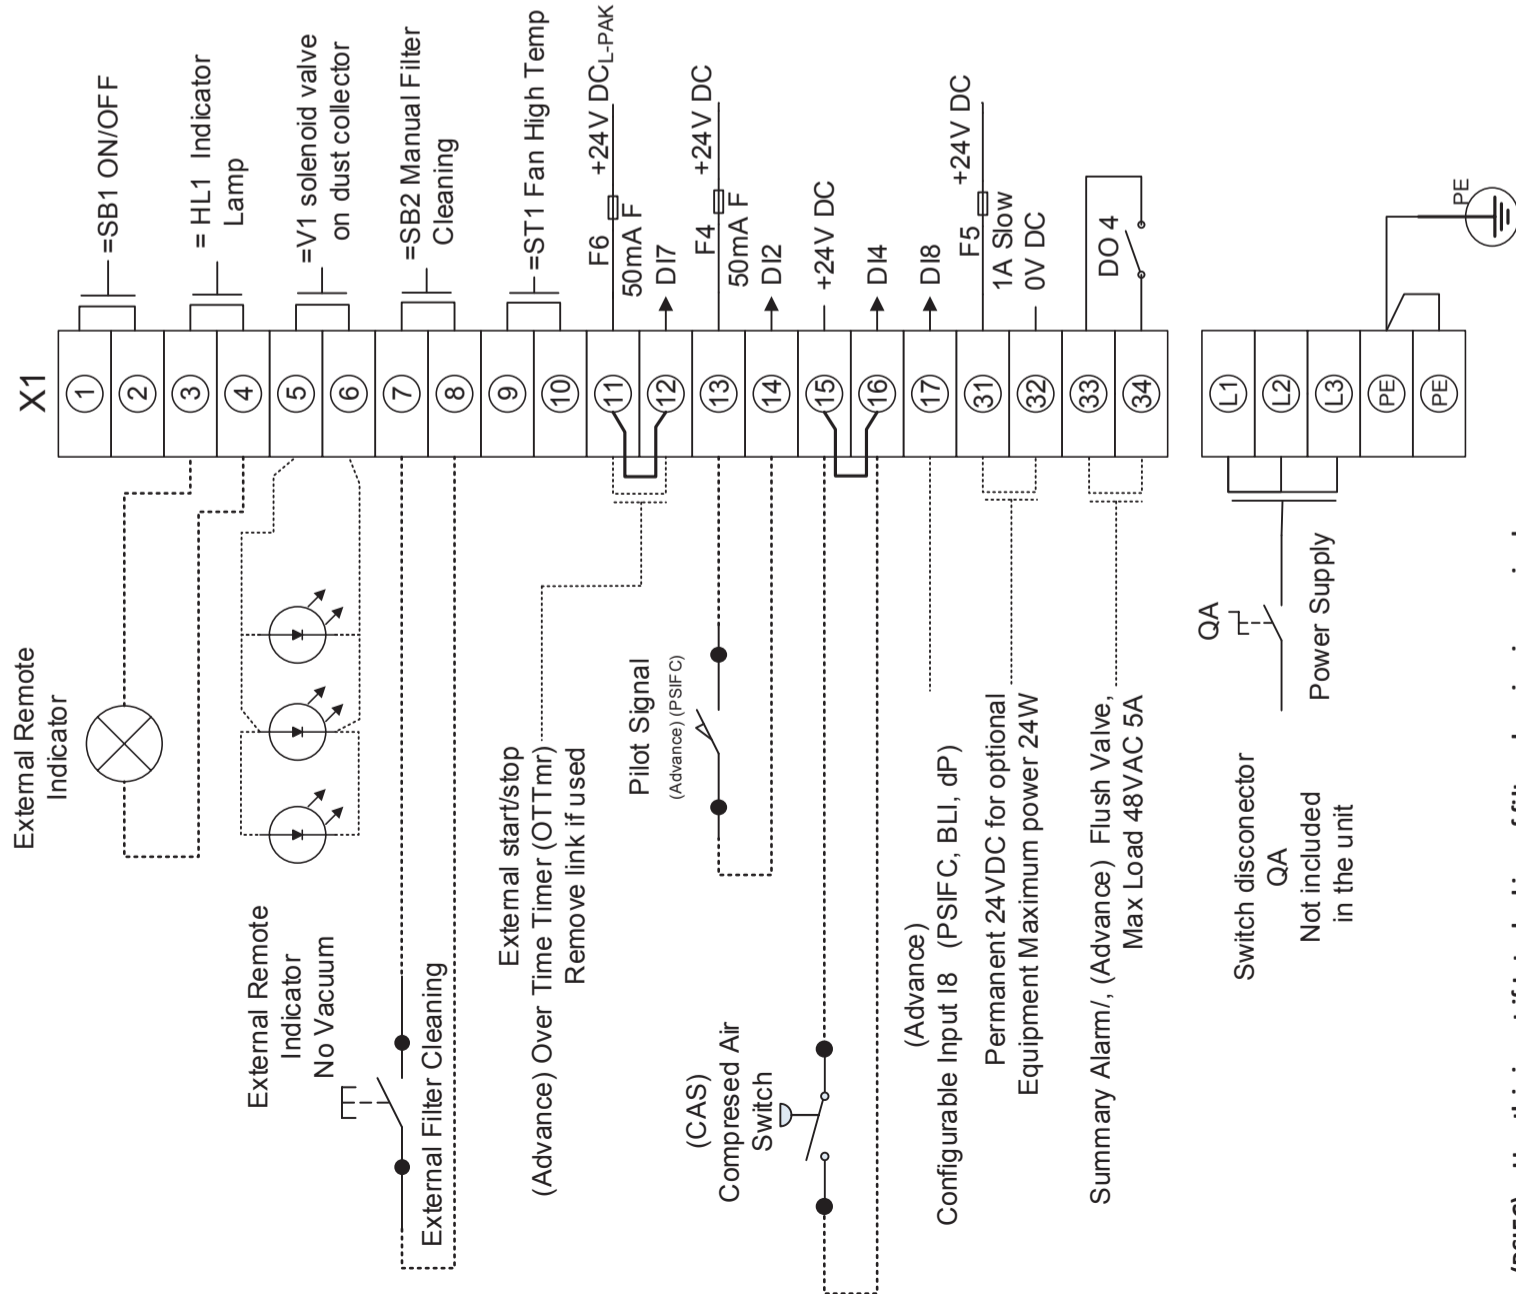 X1
1
2
3
4
5
6
7
8
9
10
11
12
13
14
15
16
17
31
32
33
34
L1
L2
L3
PE
PE
=SB1 ON/OFF
= HL1 Indicator
Lamp
=V1 solenoid valve
on dust collector
=SB2 Manual Filter
Cleaning
=ST1 Fan High Temp
F6
50mA F
+24V DC L-PAK
DI7
F4
50mA F
+24V DC
DI2
+24V DC
DI4
DI8
F5
1A Slow
+24V DC
0V DC
DO 4
PE
External Remote
Indicator
External Remote
Indicator
No Vacuum
External Filter Cleaning
External start/stop
(Advance) Over Time Timer (OTTmr)
Remove link if used
Pilot Signal
(Advance) (PSIFC)
(CAS)
Compresed Air
Switch
(Advance)
Configurable Input I8 (PSIFC, BLI, dP)
Permanent 24VDC for optional
Equipment Maximum power 24W
Summary Alarm/, (Advance) Flush Valve,
Max Load 48VAC 5A
QA
Power Supply
Switch disconector
QA
Not included
in the unit